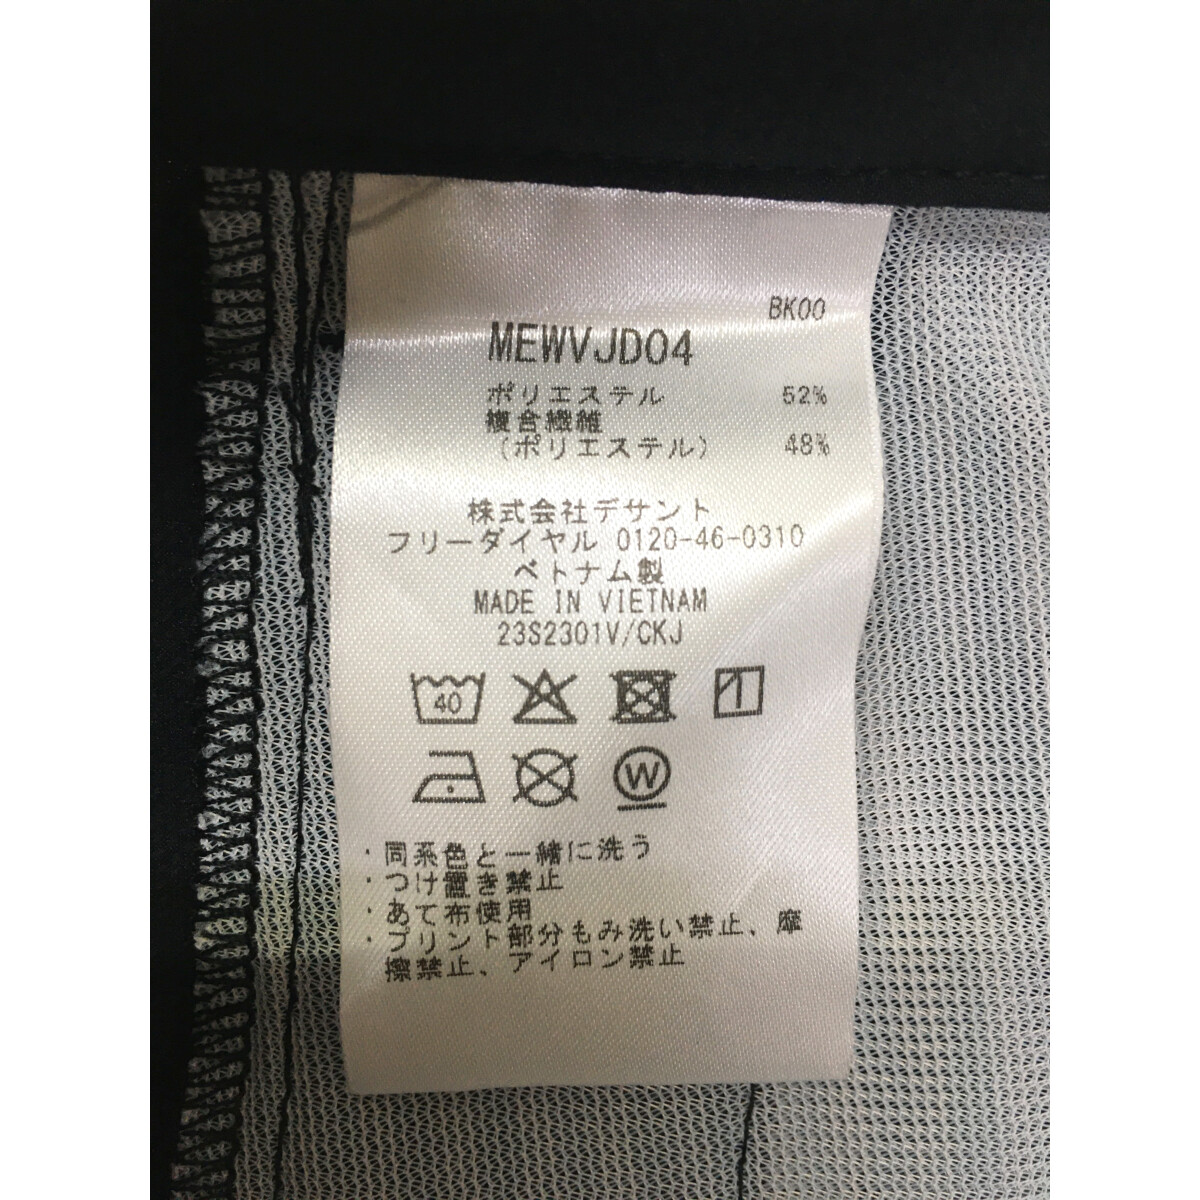 BK00
MEWVJD04
ポリエステル 52%
複合繊維
(ポリエステル) 48%
株式会社デサント
フリーダイヤル 0120-46-0310
ベトナム製
MADE IN VIETNAM
23S2301V/CKJ
40
W
・同系色と一緒に洗う
・つけ置き禁止
・あて布使用
・プリント部分もみ洗い禁止、摩
擦禁止、アイロン禁止